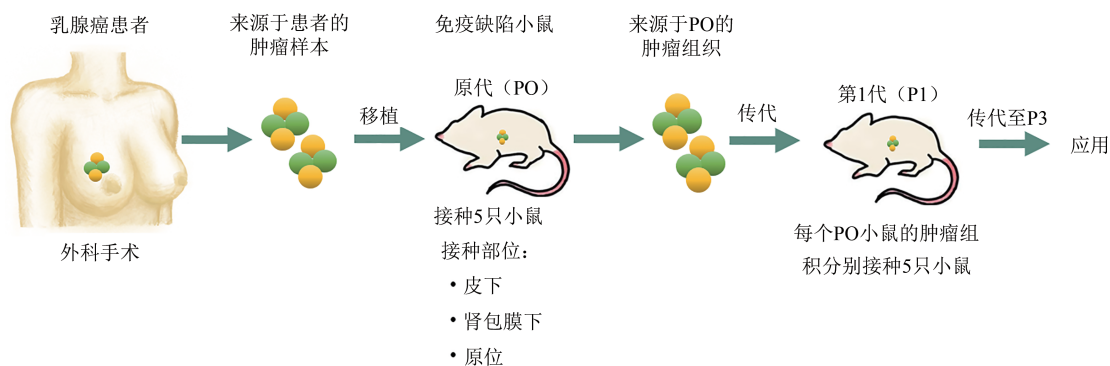 乳腺癌患者
外科手术
来源于患者的
肿瘤样本
移植
免疫缺陷小鼠
原代（PO）
接种5只小鼠
接种部位：
• 皮下
• 肾包膜下
• 原位
来源于PO的
肿瘤组织
传代
第1代（P1）
每个PO小鼠的肿瘤组
积分别接种5只小鼠
传代至P3
应用